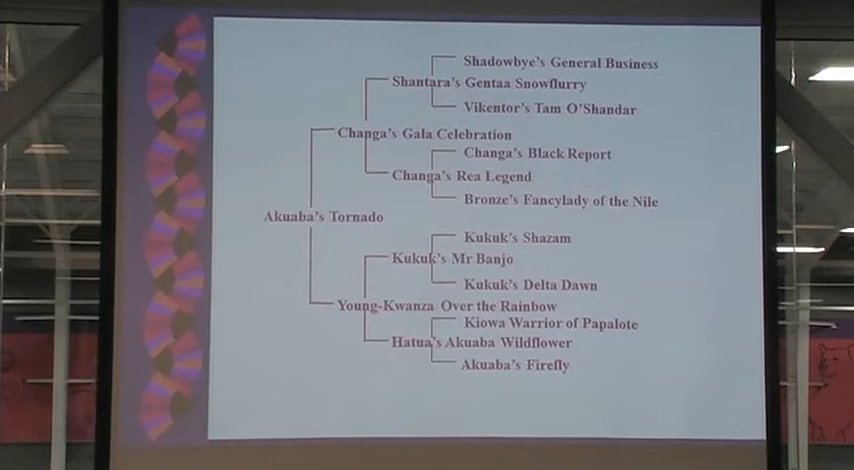 Shadowbye's General Business
Shantara's Gentaa Snowflurry
Vikentor's Tam O'Shandar
Changa's Gala Celebration
Changa's Black Report
Changa's Rea Legend
Bronze's Fancylady of the Nile
Akuaba's Tornado
Kukuk's Shazam
Kukuk's Mr Banjo
Kukuk's Delta Dawn
Young-Kwanza Over the Rainbow
Kiowa Warrior of Papalote
Hatua's Akuaba Wildflower
Akuaba's Firefly